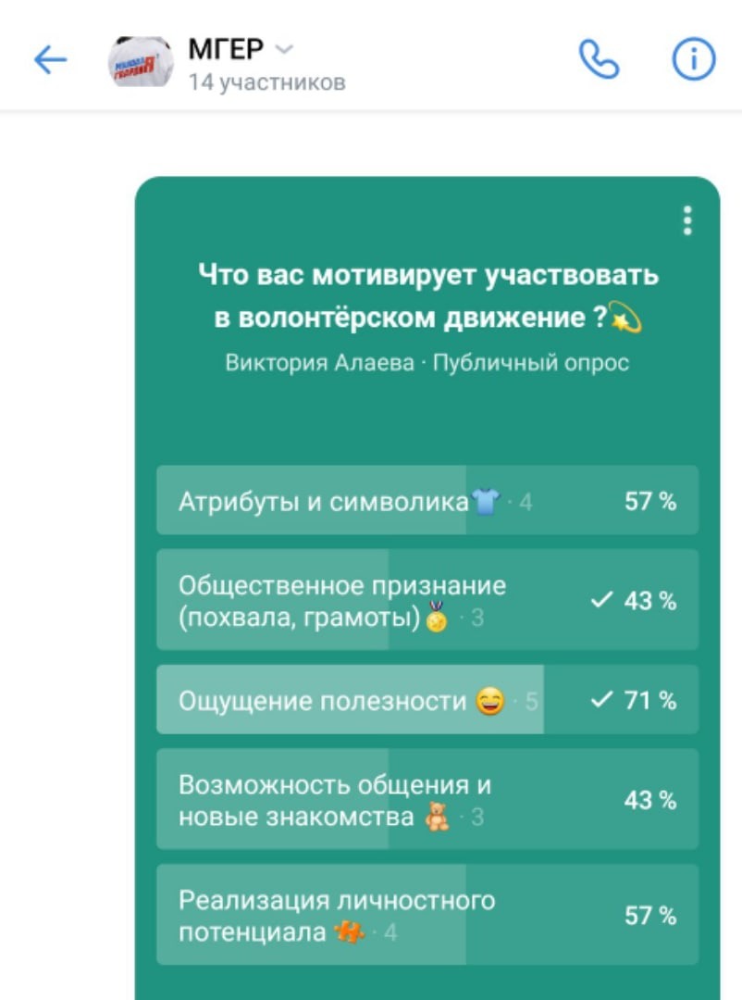 МГЕР
14 участников
Что вас мотивирует участвовать
в волонтёрском движение ?💫
Виктория Алаева · Публичный опрос
Атрибуты и символика👕 · 4 57 %
Общественное признание
(похвала, грамоты)🏅 · 3 43 %
Ощущение полезности 😄 · 5 71 %
Возможность общения и
новые знакомства 🧸 · 3 43 %
Реализация личностного
потенциала 🧩 · 4 57 %